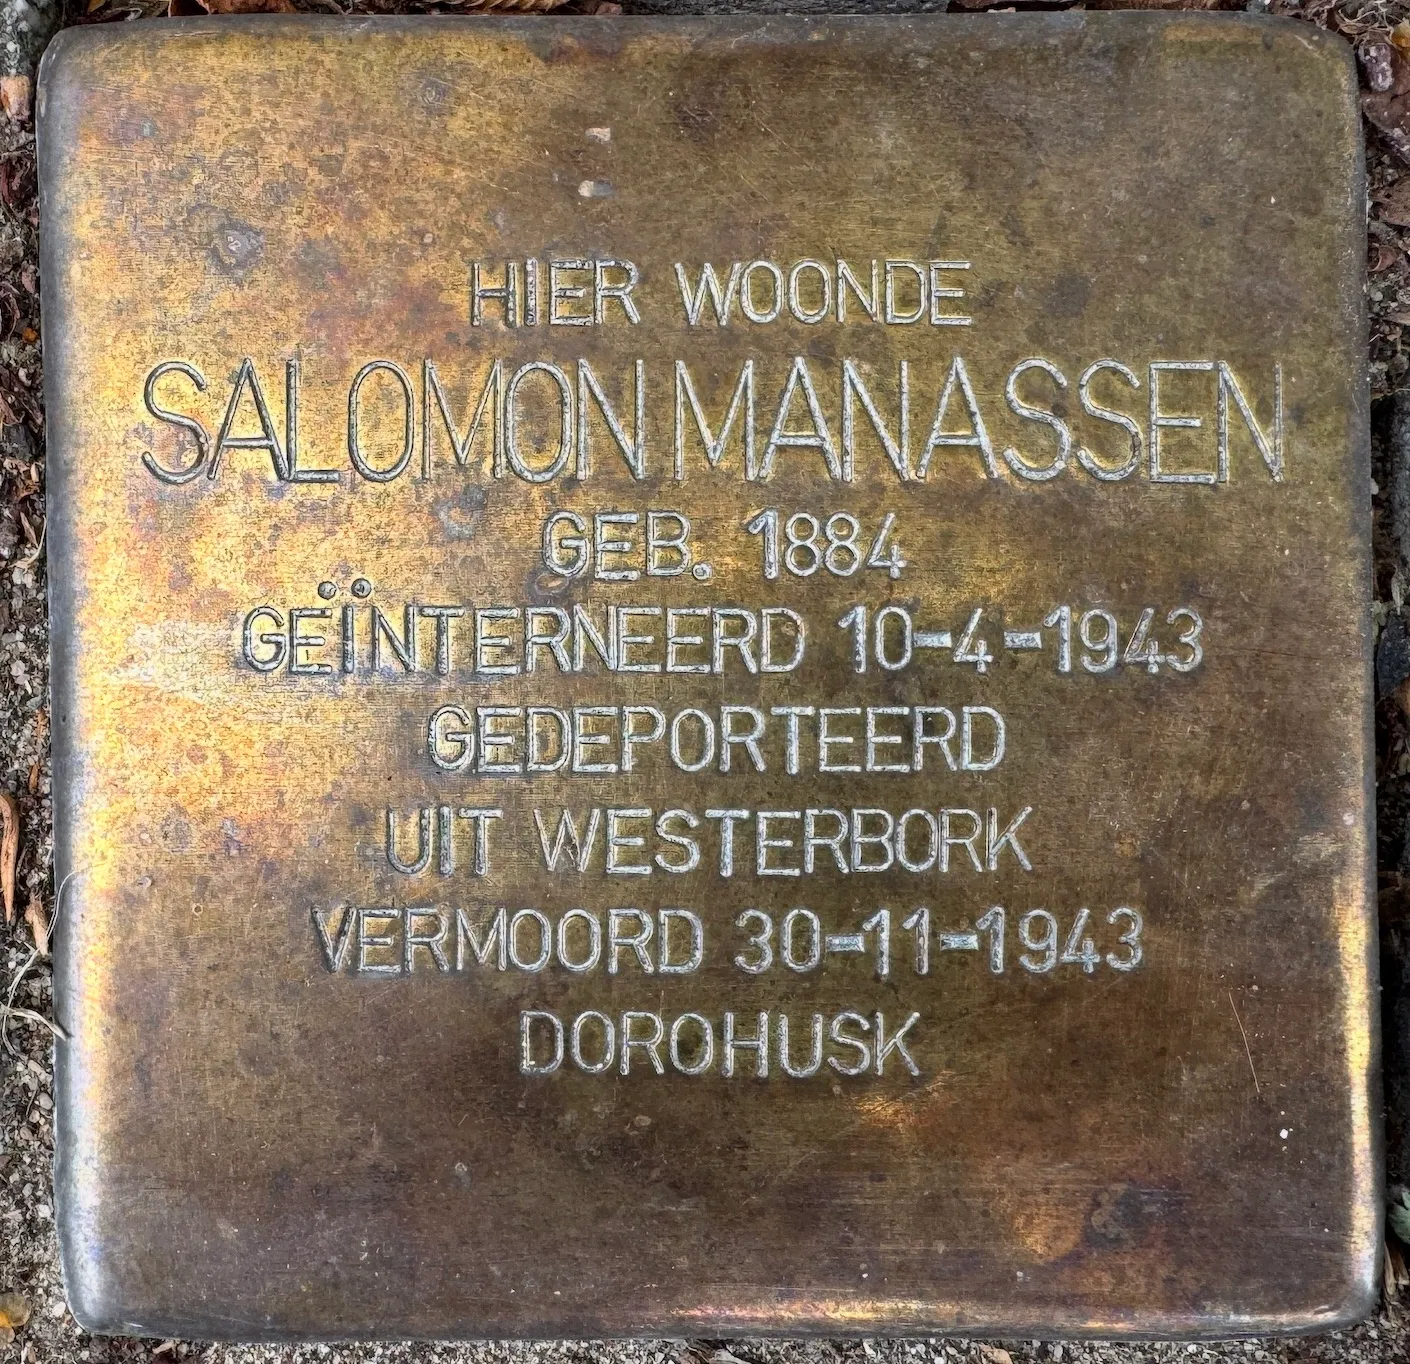 HIER WOONDE
SALOMON MANASSEN
GEB. 1884
GEÏNTERNEERD 10-4-1943
GEDEPORTEERD
UIT WESTERBORK
VERMOORD 30-11-1943
DOROHUSK